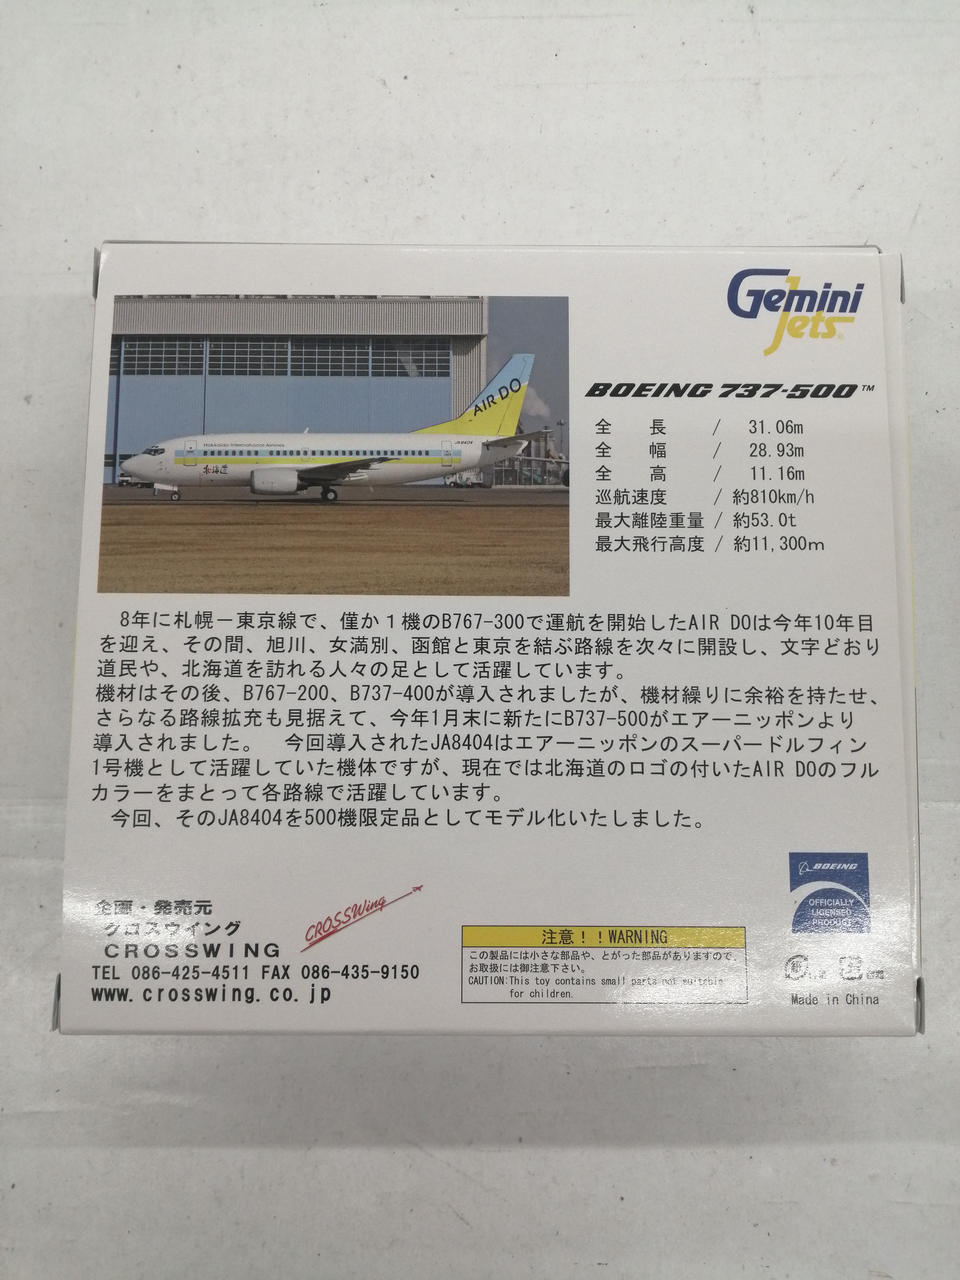 Gemini
Jets
BOEING 737-500™
全長 / 31.06m
全幅 / 28.93m
全高 / 11.16m
巡航速度 / 約810km/h
最大離陸重量 / 約53.0t
最大飛行高度 / 約11,300m
AIR DO
Hokkaido International Airlines
JA8404
北海道
8年に札幌－東京線で、僅か1機のB767-300で運航を開始したAIR DOは今年10年目
を迎え、その間、旭川、女満別、函館と東京を結ぶ路線を次々に開設し、文字どおり
道民や、北海道を訪れる人々の足として活躍しています。
機材はその後、B767-200、B737-400が導入されましたが、機材繰りに余裕を持たせ、
さらなる路線拡充も見据えて、今年1月末に新たにB737-500がエアーニッポンより
導入されました。　今回導入されたJA8404はエアーニッポンのスーパードルフィン
1号機として活躍していた機体ですが、現在では北海道のロゴの付いたAIR DOのフル
カラーをまとって各路線で活躍しています。
今回、そのJA8404を500機限定品としてモデル化いたしました。
企画・発売元
クロスウイング
CROSSWING
CROSSWing
TEL 086-425-4511 FAX 086-435-9150
www.crosswing.co.jp
注意！！WARNING
この製品には小さな部品や、とがった部品がありますので、
お取扱には御注意下さい。
CAUTION:This toy contains small parts not suitable
for children.
BOEING
OFFICIALLY
LICENSED
PRODUCT
Made in China